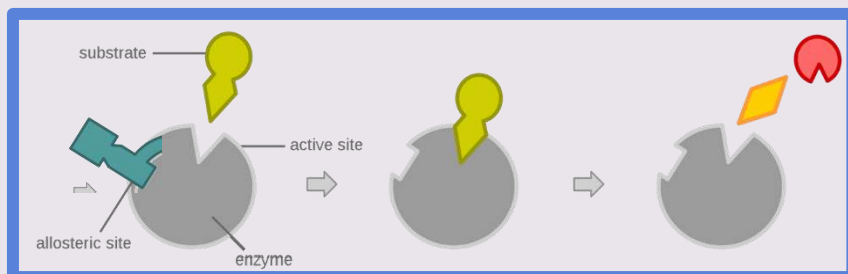 substrate
active site
allosteric site
enzyme